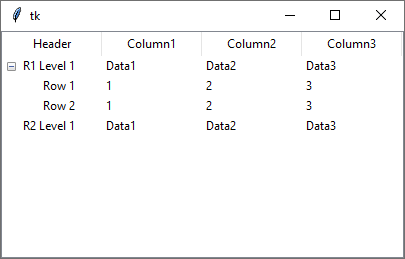 tk
Header Column1 Column2 Column3
R1 Level 1 Data1 Data2 Data3
Row 1 1 2 3
Row 2 1 2 3
R2 Level 1 Data1 Data2 Data3